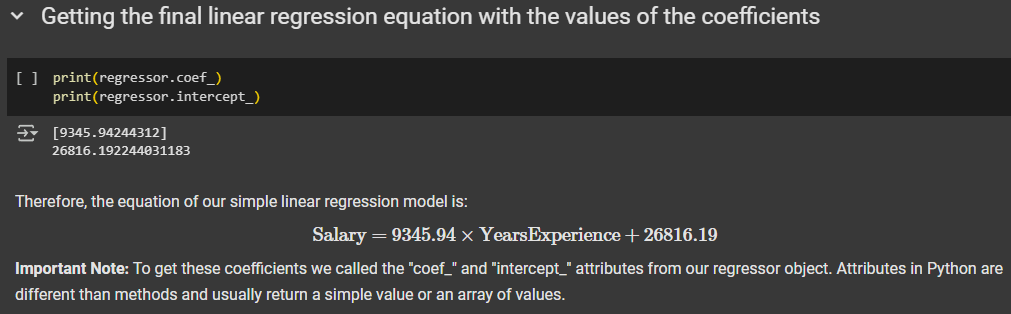 Getting the final linear regression equation with the values of the coefficients
[ ] print(regressor.coef_)
print(regressor.intercept_)
[9345.94244312]
26816.192244031183
Therefore, the equation of our simple linear regression model is:
Salary = 9345.94 × YearsExperience + 26816.19
Important Note: To get these coefficients we called the "coef_" and "intercept_" attributes from our regressor object. Attributes in Python are
different than methods and usually return a simple value or an array of values.